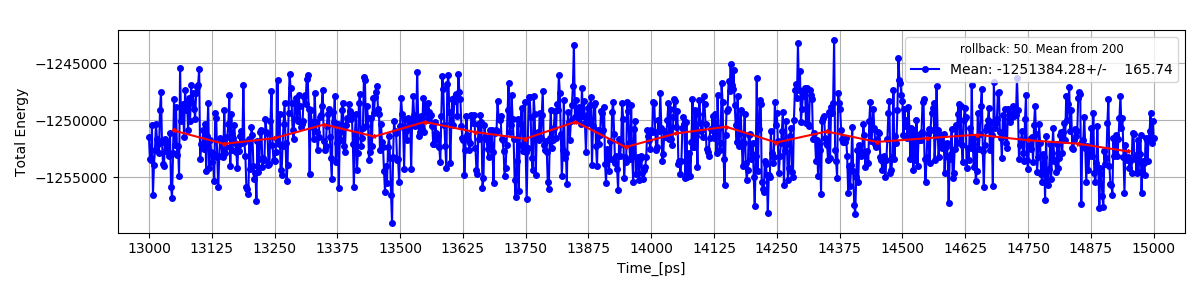 rollback: 50. Mean from 200
Mean: -1251384.28+/-    165.74
Total Energy
−1245000
−1250000
−1255000
13000 13125 13250 13375 13500 13625 13750 13875 14000 14125 14250 14375 14500 14625 14750 14875 15000
Time_[ps]